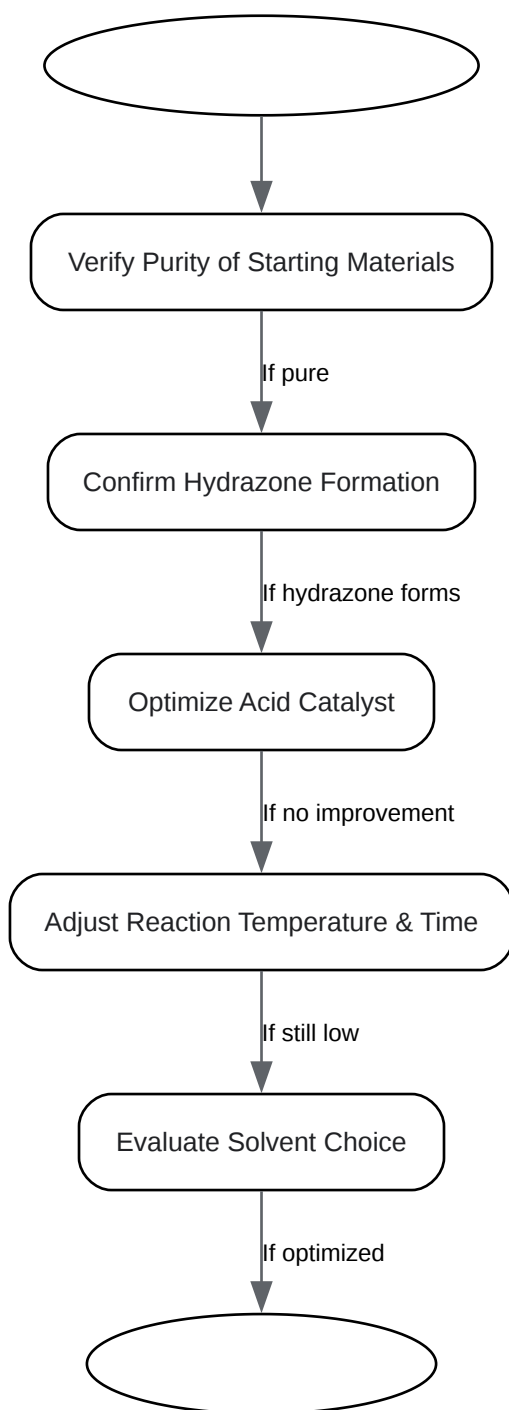 Verify Purity of Starting Materials
If pure
Confirm Hydrazone Formation
If hydrazone forms
Optimize Acid Catalyst
If no improvement
Adjust Reaction Temperature & Time
If still low
Evaluate Solvent Choice
If optimized